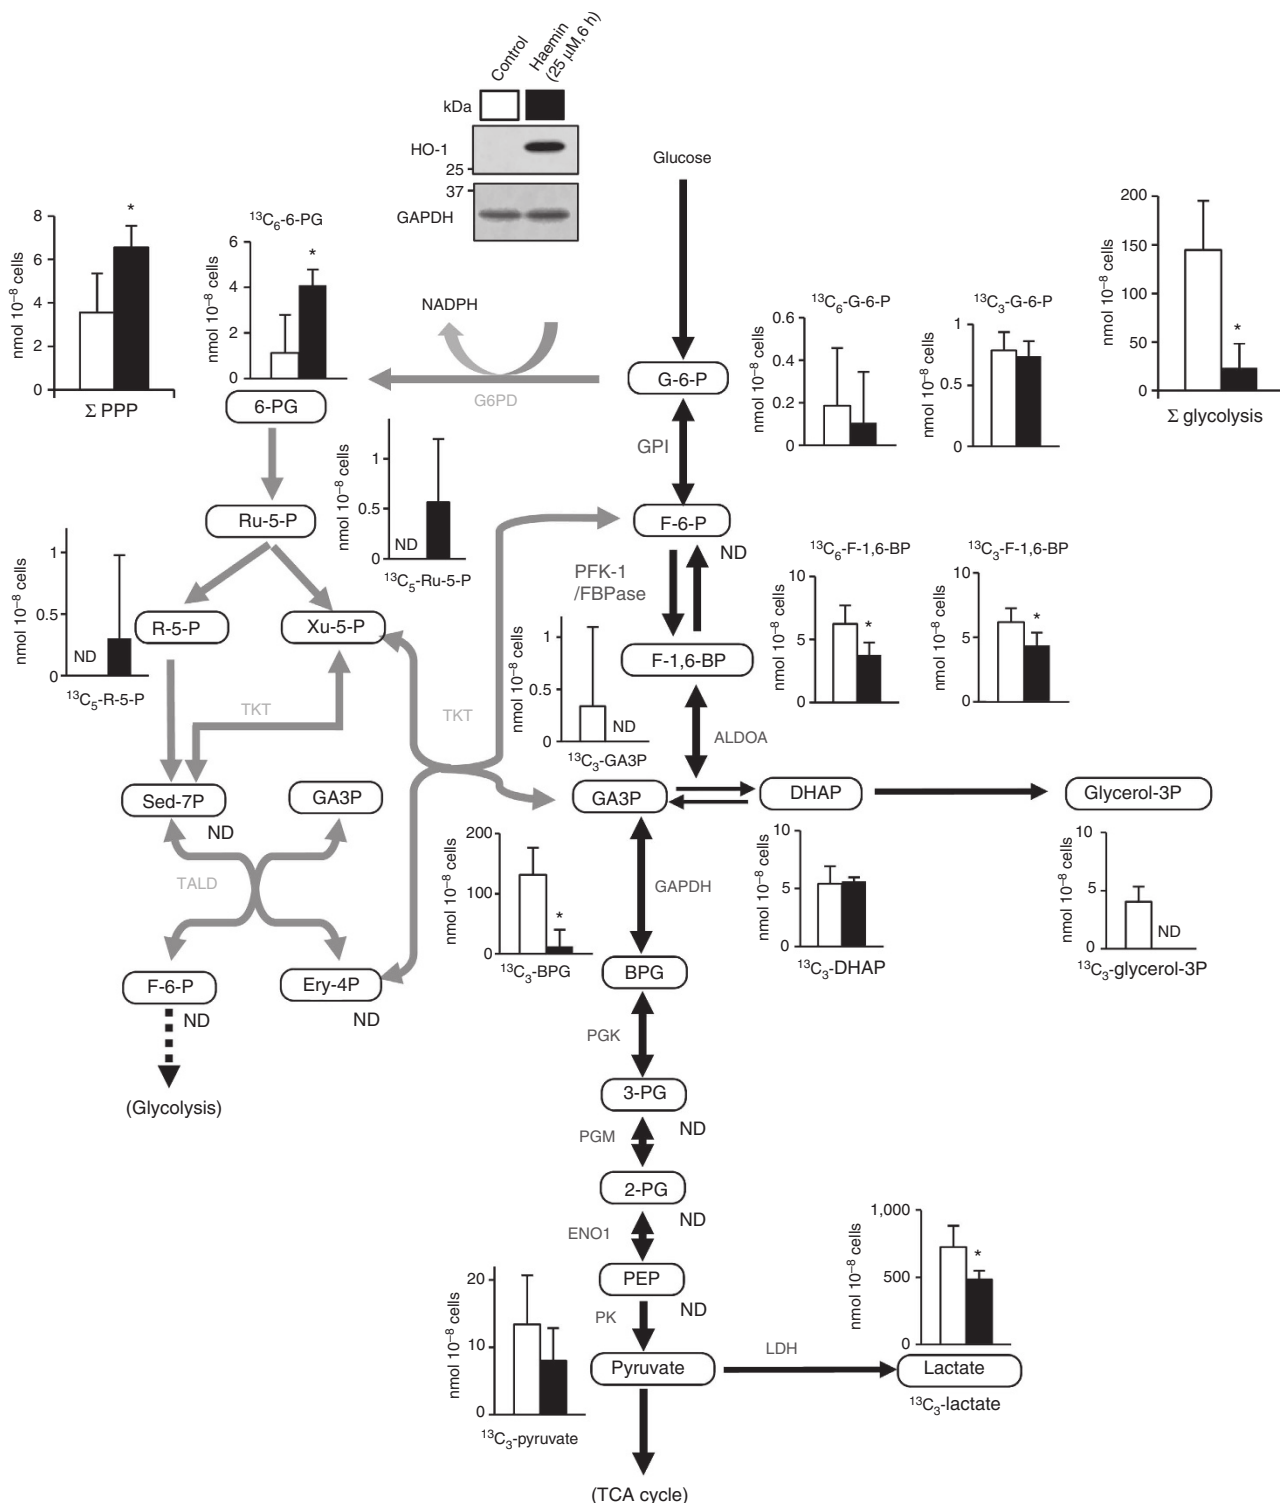 Control
Haemin
(25 µM,6 h)
kDa
HO-1
25
37
GAPDH
Glucose
8
6
4
2
0
nmol 10⁻⁸ cells
*
Σ PPP
¹³C₆-6-PG
6
4
2
0
nmol 10⁻⁸ cells
*
6-PG
NADPH
G6PD
G-6-P
GPI
¹³C₆-G-6-P
0.6
0.4
0.2
0
nmol 10⁻⁸ cells
¹³C₃-G-6-P
1
0.5
0
nmol 10⁻⁸ cells
200
150
100
50
0
nmol 10⁻⁸ cells
*
Σ glycolysis
1
0.5
0
nmol 10⁻⁸ cells
ND
¹³C₅-Ru-5-P
Ru-5-P
F-6-P
ND
PFK-1
/FBPase
1
0.5
0
nmol 10⁻⁸ cells
ND
¹³C₅-R-5-P
R-5-P
Xu-5-P
TKT
TKT
1
0.5
0
nmol 10⁻⁸ cells
ND
¹³C₃-GA3P
F-1,6-BP
ALDOA
¹³C₆-F-1,6-BP
10
5
0
nmol 10⁻⁸ cells
*
¹³C₃-F-1,6-BP
10
5
0
nmol 10⁻⁸ cells
*
Sed-7P
ND
GA3P
TALD
F-6-P
ND
Ery-4P
ND
(Glycolysis)
GA3P
DHAP
Glycerol-3P
200
100
0
nmol 10⁻⁸ cells
*
¹³C₃-BPG
GAPDH
BPG
10
5
0
nmol 10⁻⁸ cells
¹³C₃-DHAP
10
5
0
nmol 10⁻⁸ cells
ND
¹³C₃-glycerol-3P
PGK
3-PG
ND
PGM
2-PG
ND
ENO1
PEP
ND
PK
20
10
0
nmol 10⁻⁸ cells
¹³C₃-pyruvate
Pyruvate
LDH
1,000
500
0
nmol 10⁻⁸ cells
*
Lactate
¹³C₃-lactate
(TCA cycle)